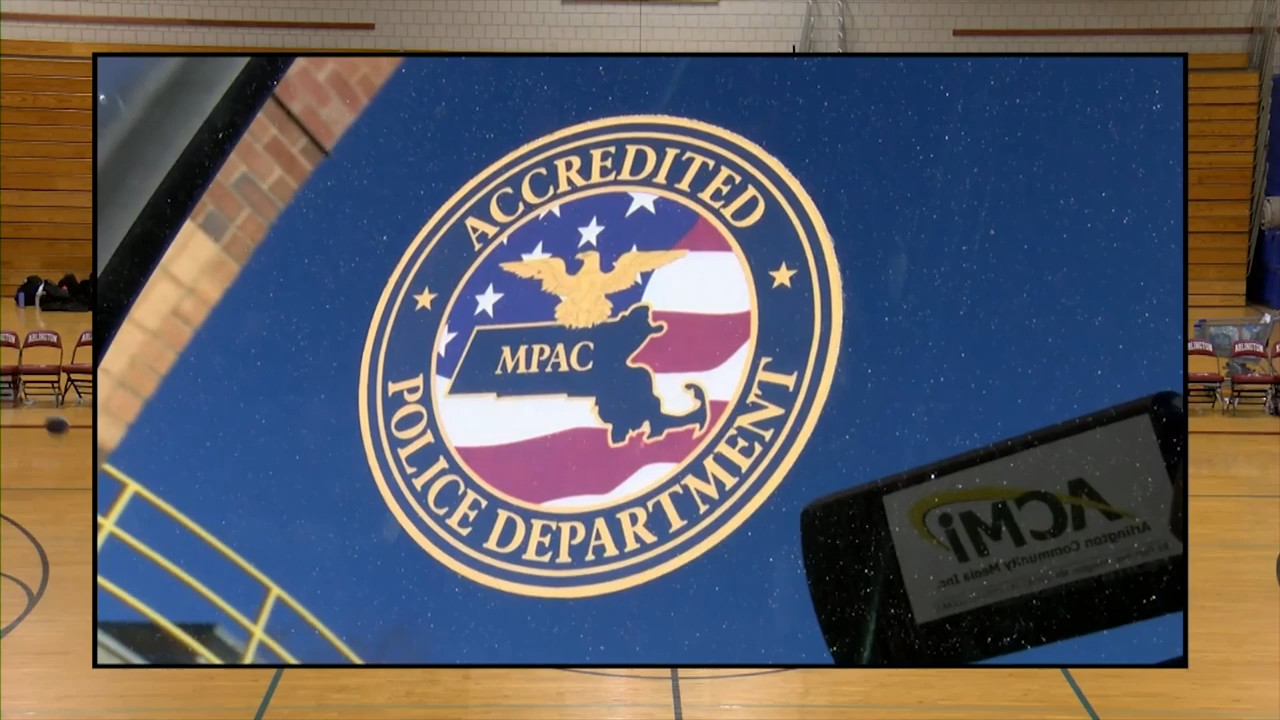 ACCREDITED
MPAC
POLICE DEPARTMENT
ACMi
Arlington Community Media Inc.
ARLINGTON
ARLINGTON